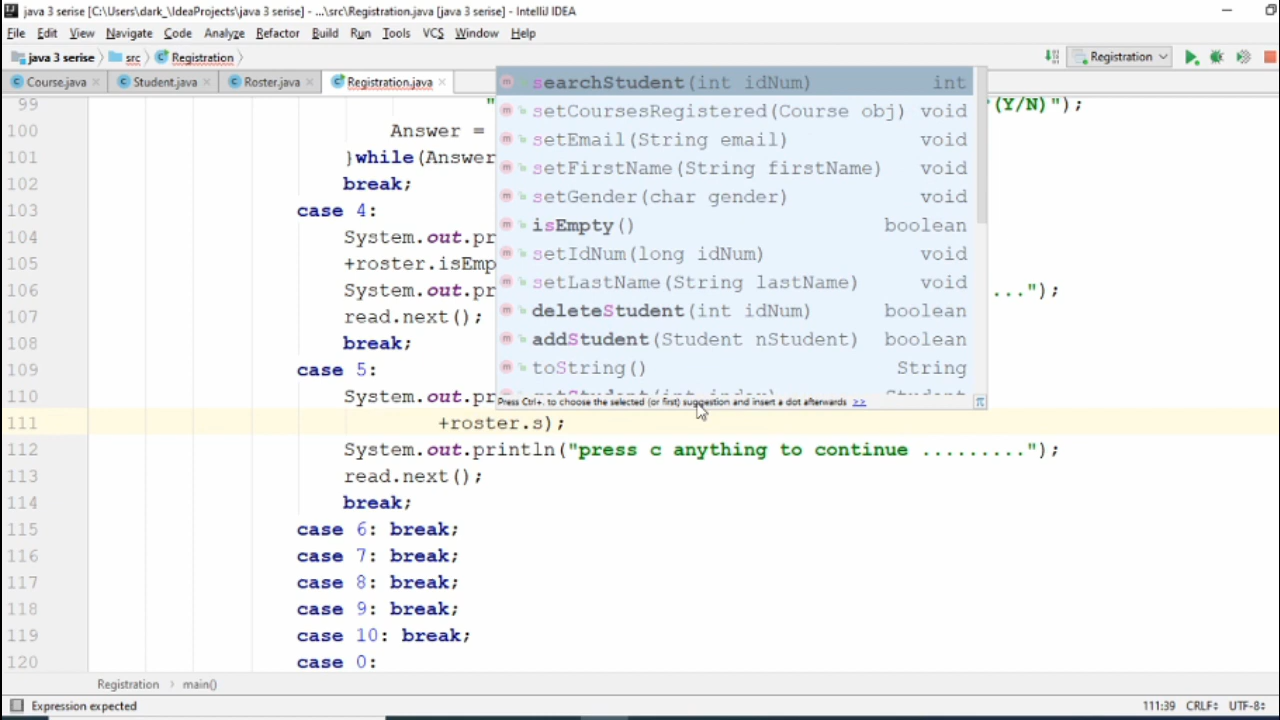 java 3 serise [C:\Users\dark_\IdeaProjects\java 3 serise] - ...\src\Registration.java [java 3 serise] - IntelliJ IDEA
File Edit View Navigate Code Analyze Refactor Build Run Tools VCS Window Help
java 3 serise src Registration Registration
Course.java Student.java Roster.java Registration.java
99 " (Y/N)");
100 Answer =
101 }while(Answer
102 break;
103 case 4:
104 System.out.pr
105 +roster.isEmp
106 System.out.pr ...");
107 read.next();
108 break;
109 case 5:
110 System.out.pr
111 +roster.s);
112 System.out.println("press c anything to continue .........");
113 read.next();
114 break;
115 case 6: break;
116 case 7: break;
117 case 8: break;
118 case 9: break;
119 case 10: break;
120 case 0:
searchStudent(int idNum) int
setCoursesRegistered(Course obj) void
setEmail(String email) void
setFirstName(String firstName) void
setGender(char gender) void
isEmpty() boolean
setIdNum(long idNum) void
setLastName(String lastName) void
deleteStudent(int idNum) boolean
addStudent(Student nStudent) boolean
toString() String
getStudent(int index) Student
Press Ctrl+. to choose the selected (or first) suggestion and insert a dot afterwards >>
Registration main()
Expression expected 111:39 CRLF UTF-8